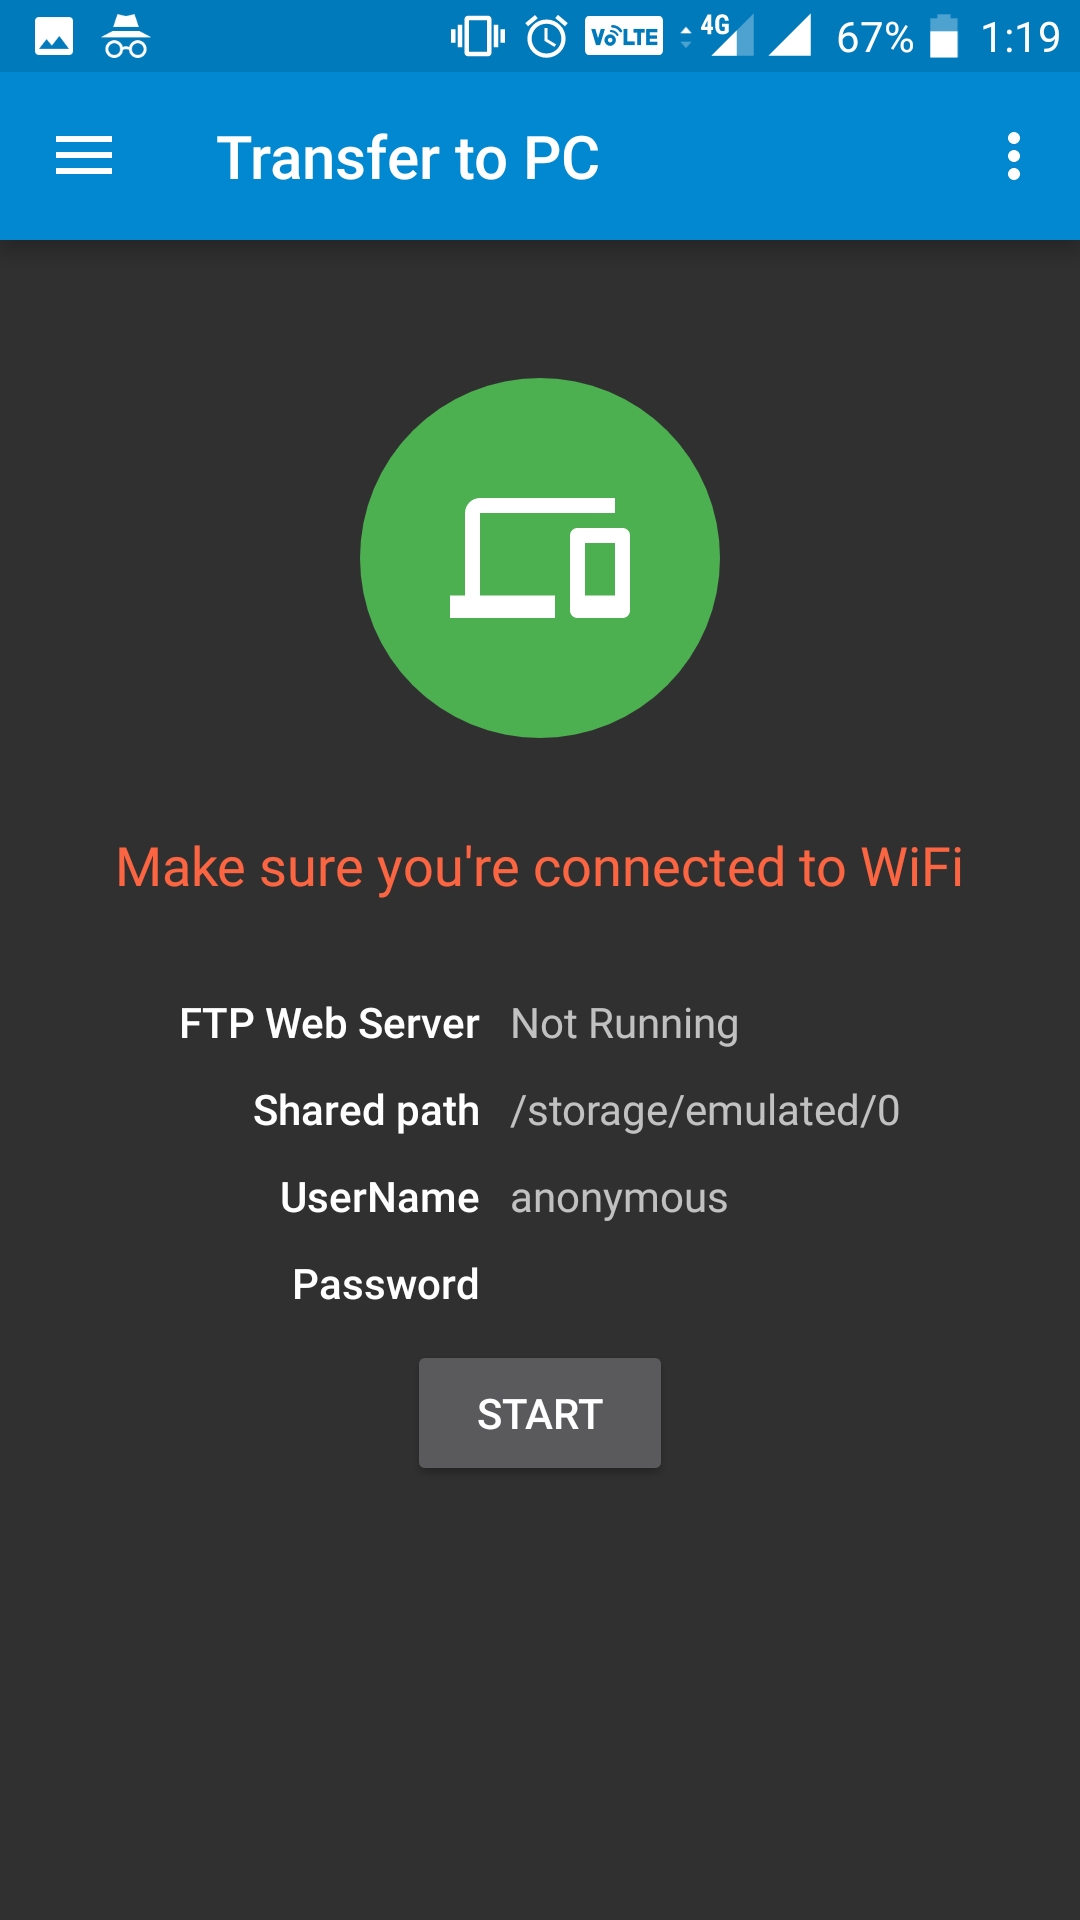 VoLTE 4G 67% 1:19
Transfer to PC
Make sure you're connected to WiFi
FTP Web Server Not Running
Shared path /storage/emulated/0
UserName anonymous
Password
START